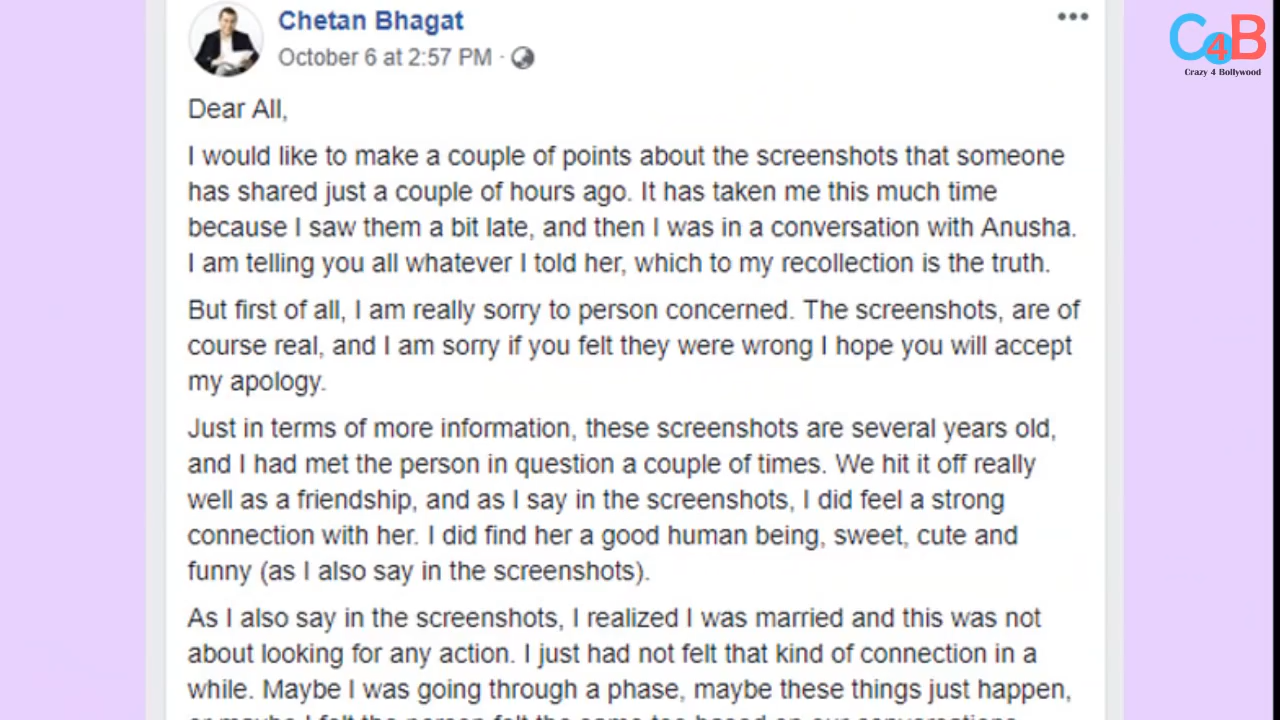 Chetan Bhagat
October 6 at 2:57 PM ·
C4B
Crazy 4 Bollywood
Dear All,
I would like to make a couple of points about the screenshots that someone
has shared just a couple of hours ago. It has taken me this much time
because I saw them a bit late, and then I was in a conversation with Anusha.
I am telling you all whatever I told her, which to my recollection is the truth.
But first of all, I am really sorry to person concerned. The screenshots, are of
course real, and I am sorry if you felt they were wrong I hope you will accept
my apology.
Just in terms of more information, these screenshots are several years old,
and I had met the person in question a couple of times. We hit it off really
well as a friendship, and as I say in the screenshots, I did feel a strong
connection with her. I did find her a good human being, sweet, cute and
funny (as I also say in the screenshots).
As I also say in the screenshots, I realized I was married and this was not
about looking for any action. I just had not felt that kind of connection in a
while. Maybe I was going through a phase, maybe these things just happen,